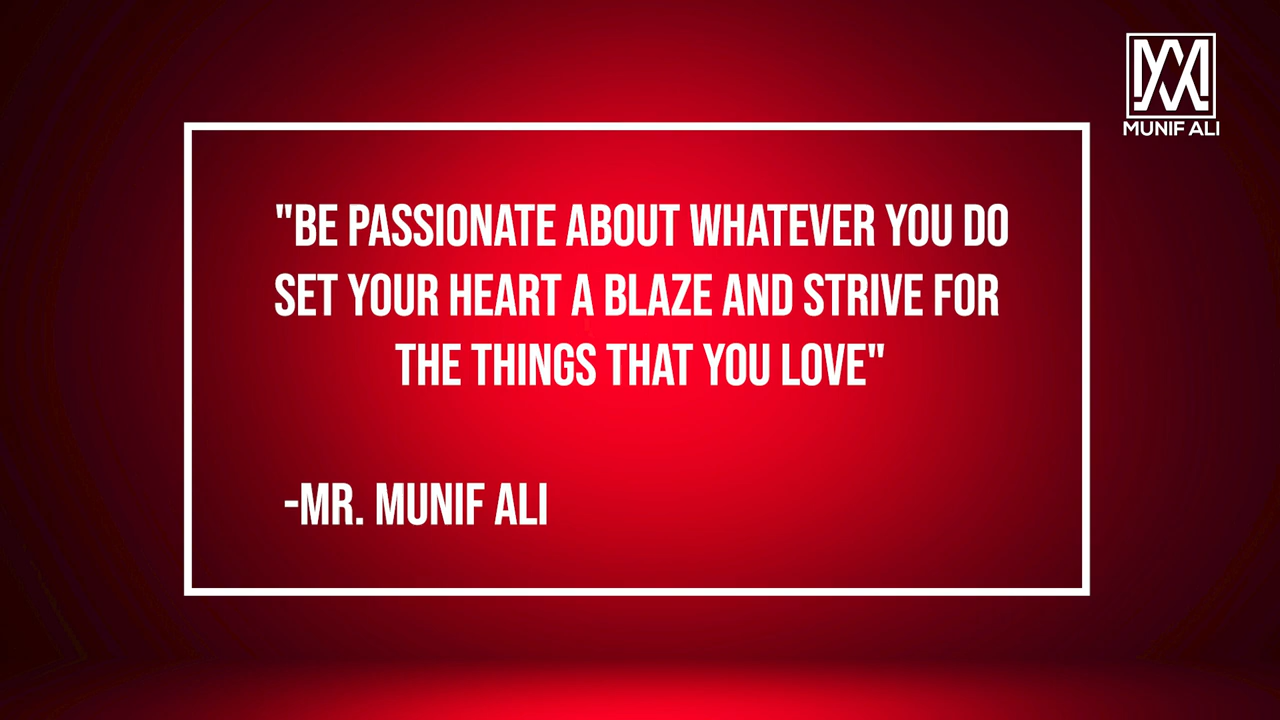 MUNIF ALI
"BE PASSIONATE ABOUT WHATEVER YOU DO
SET YOUR HEART A BLAZE AND STRIVE FOR
THE THINGS THAT YOU LOVE"
-MR. MUNIF ALI